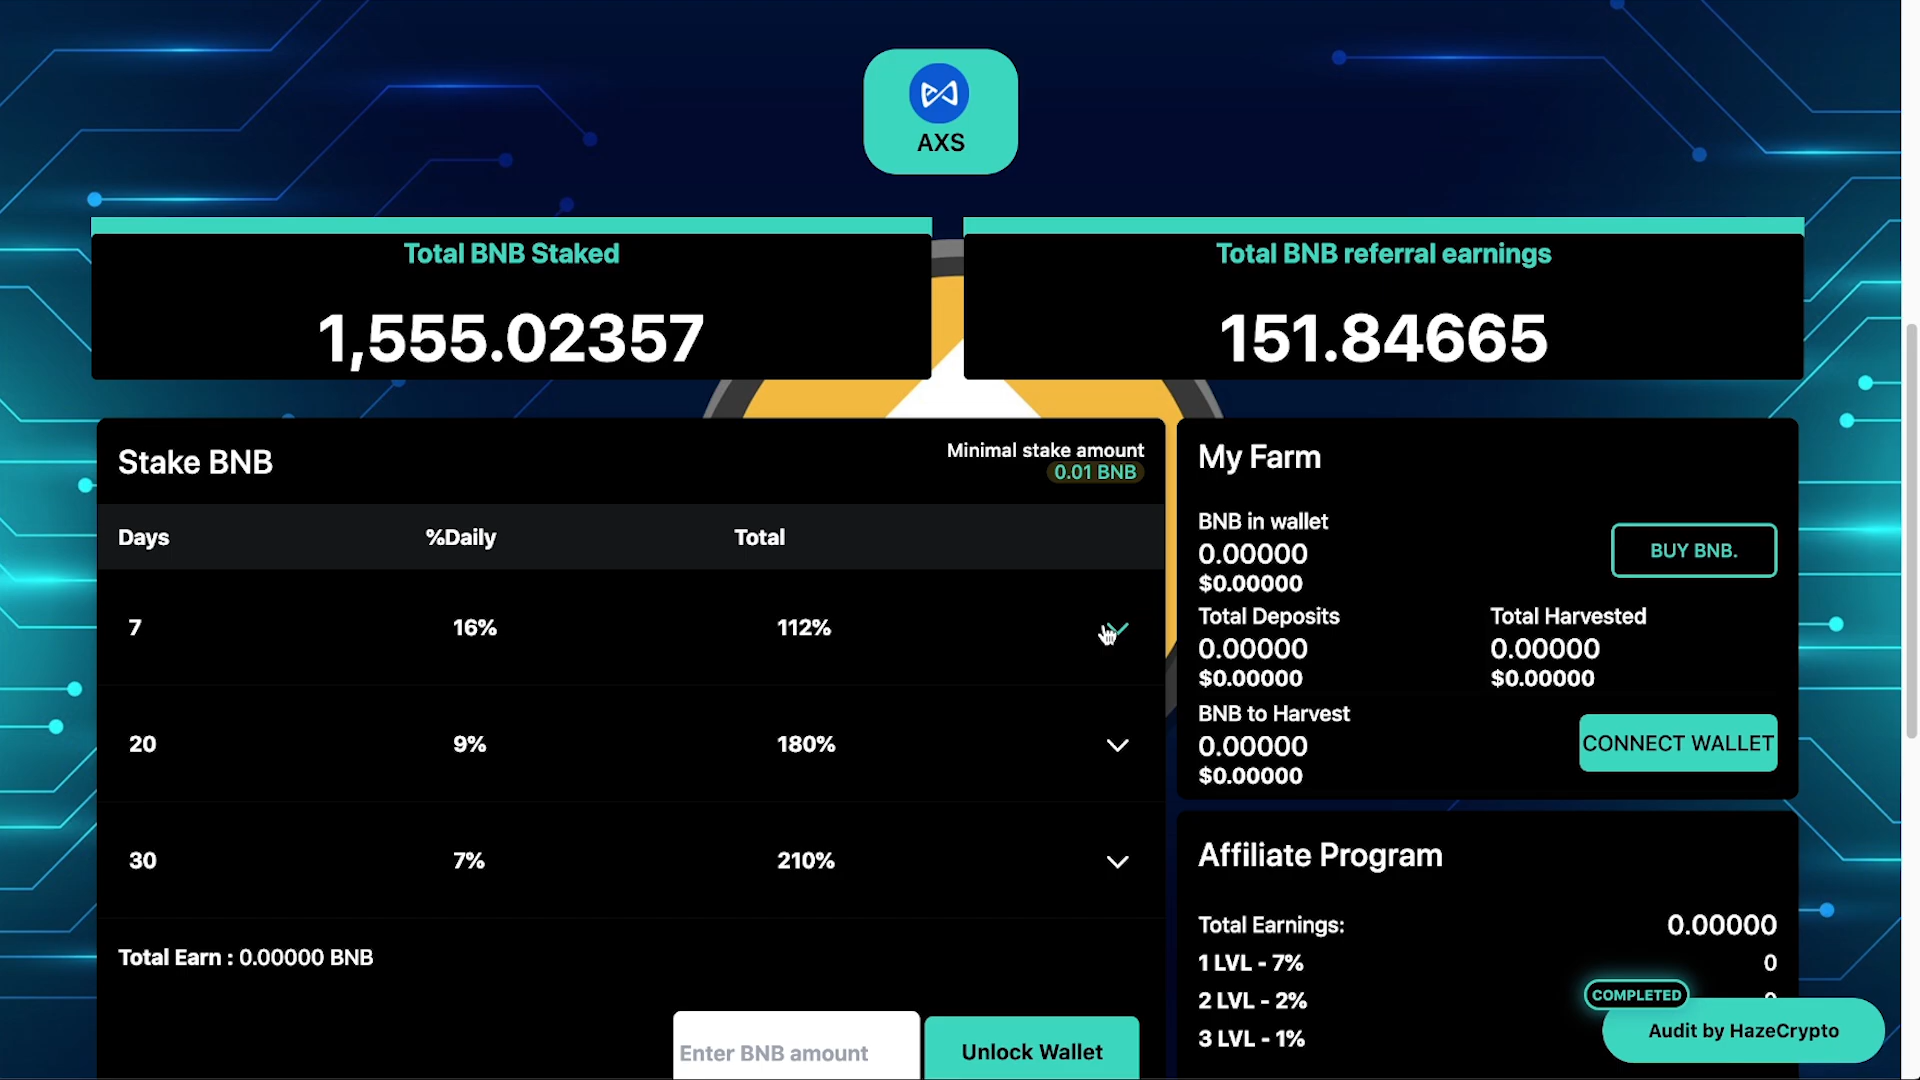 AXS
Total BNB Staked
1,555.02357
Total BNB referral earnings
151.84665
Stake BNB
Minimal stake amount
0.01 BNB
Days %Daily Total
7 16% 112%
20 9% 180%
30 7% 210%
Total Earn : 0.00000 BNB
Enter BNB amount
Unlock Wallet
My Farm
BNB in wallet
0.00000
$0.00000
BUY BNB.
Total Deposits
0.00000
$0.00000
Total Harvested
0.00000
$0.00000
BNB to Harvest
0.00000
$0.00000
CONNECT WALLET
Affiliate Program
Total Earnings: 0.00000
1 LVL - 7% 0
2 LVL - 2%
3 LVL - 1%
COMPLETED
Audit by HazeCrypto